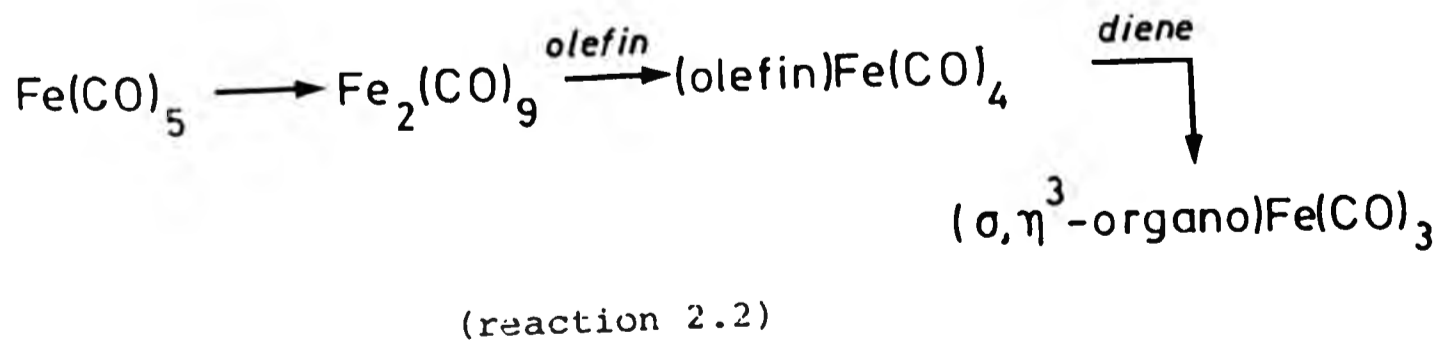 diene
olefin
Fe(CO)₅ ⟶ Fe₂(CO)₉ ⟶ (olefin)Fe(CO)₄
(σ,η³-organo)Fe(CO)₃
(reaction 2.2)